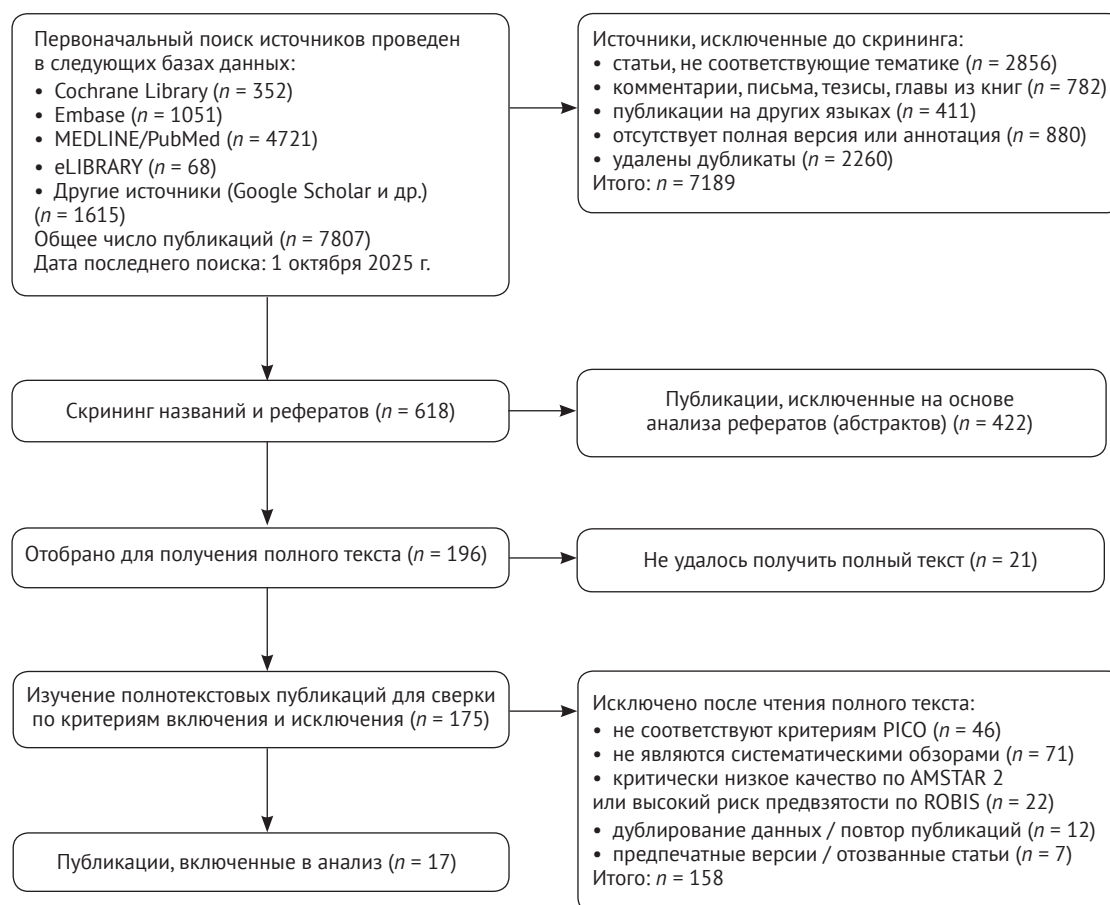 Первоначальный поиск источников проведен
в следующих базах данных:
• Cochrane Library (n = 352)
• Embase (n = 1051)
• MEDLINE/PubMed (n = 4721)
• eLIBRARY (n = 68)
• Другие источники (Google Scholar и др.)
(n = 1615)
Общее число публикаций (n = 7807)
Дата последнего поиска: 1 октября 2025 г.
Источники, исключенные до скрининга:
• статьи, не соответствующие тематике (n = 2856)
• комментарии, письма, тезисы, главы из книг (n = 782)
• публикации на других языках (n = 411)
• отсутствует полная версия или аннотация (n = 880)
• удалены дубликаты (n = 2260)
Итого: n = 7189
Скрининг названий и рефератов (n = 618)
Публикации, исключенные на основе
анализа рефератов (абстрактов) (n = 422)
Отобрано для получения полного текста (n = 196)
Не удалось получить полный текст (n = 21)
Изучение полнотекстовых публикаций для сверки
по критериям включения и исключения (n = 175)
Исключено после чтения полного текста:
• не соответствуют критериям PICO (n = 46)
• не являются систематическими обзорами (n = 71)
• критически низкое качество по AMSTAR 2
или высокий риск предвзятости по ROBIS (n = 22)
• дублирование данных / повтор публикаций (n = 12)
• предпечатные версии / отозванные статьи (n = 7)
Итого: n = 158
Публикации, включенные в анализ (n = 17)